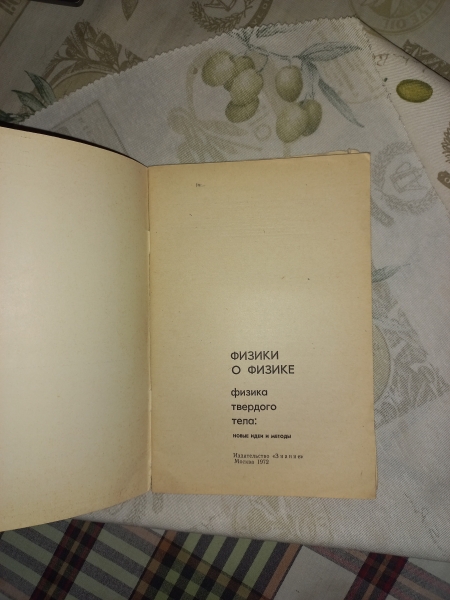 ФИЗИКИ
О ФИЗИКЕ
физика
твердого
тела:
новые идеи и методы
Издательство «Знание»
Москва 1972